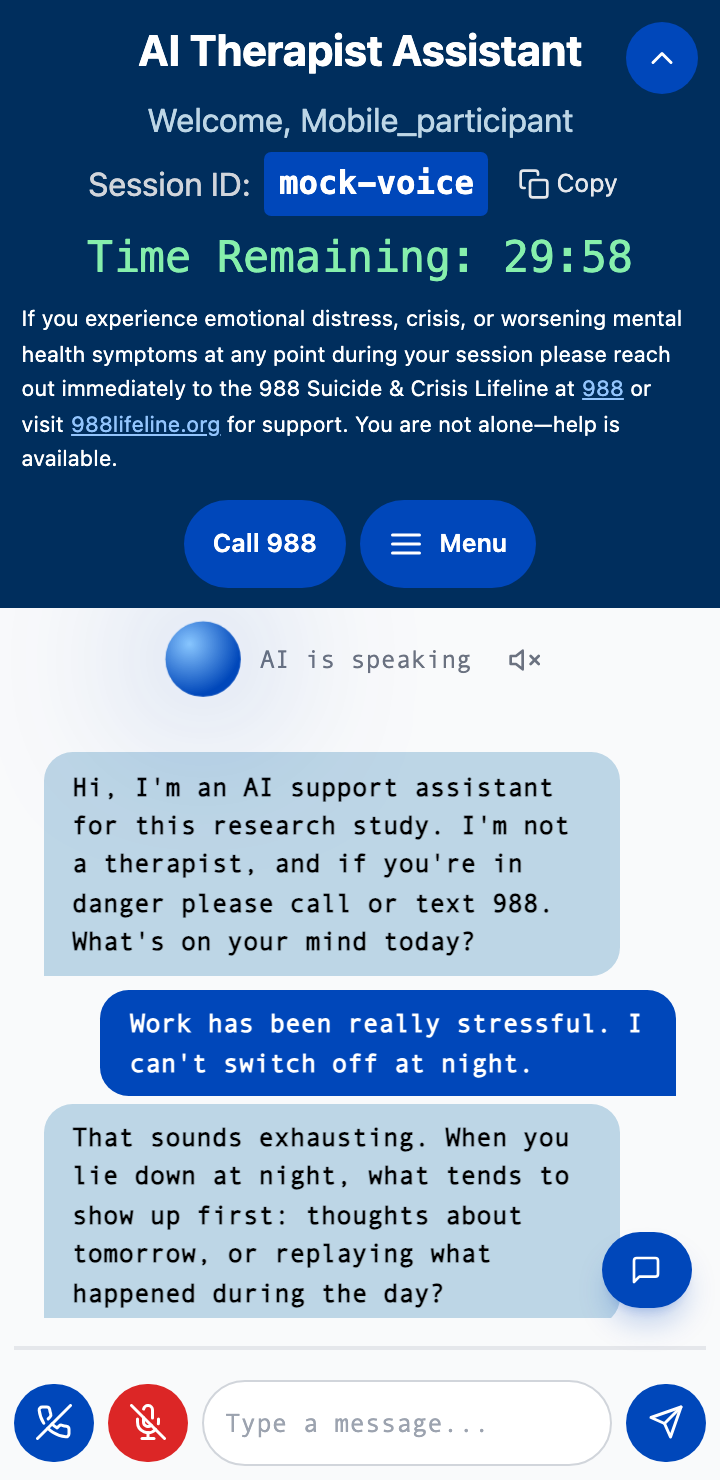 AI Therapist Assistant
Welcome, Mobile_participant
Session ID: mock-voice Copy
Time Remaining: 29:58
If you experience emotional distress, crisis, or worsening mental
health symptoms at any point during your session please reach
out immediately to the 988 Suicide & Crisis Lifeline at 988 or
visit 988lifeline.org for support. You are not alone—help is
available.
Call 988 Menu
AI is speaking
Hi, I'm an AI support assistant
for this research study. I'm not
a therapist, and if you're in
danger please call or text 988.
What's on your mind today?
Work has been really stressful. I
can't switch off at night.
That sounds exhausting. When you
lie down at night, what tends to
show up first: thoughts about
tomorrow, or replaying what
happened during the day?
Type a message...